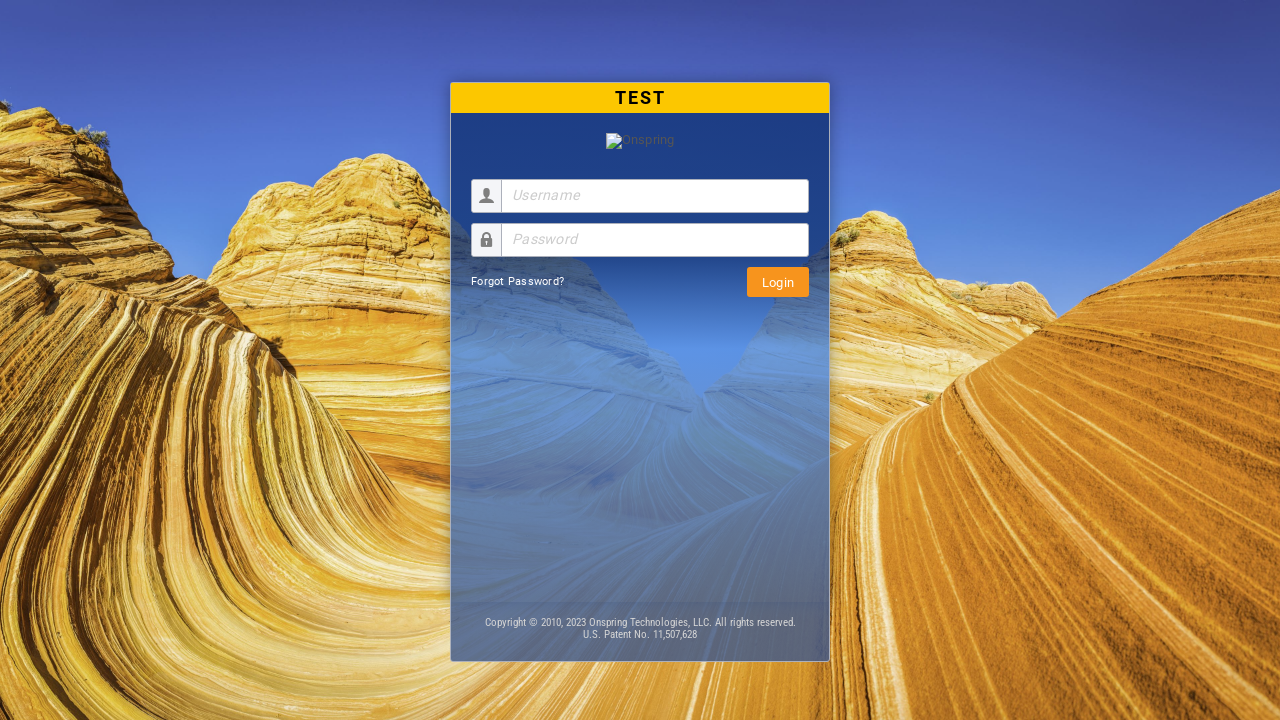 TEST
Onspring
Username
Password
Forgot Password?
Login
Copyright © 2010, 2023 Onspring Technologies, LLC. All rights reserved.
U.S. Patent No. 11,507,628